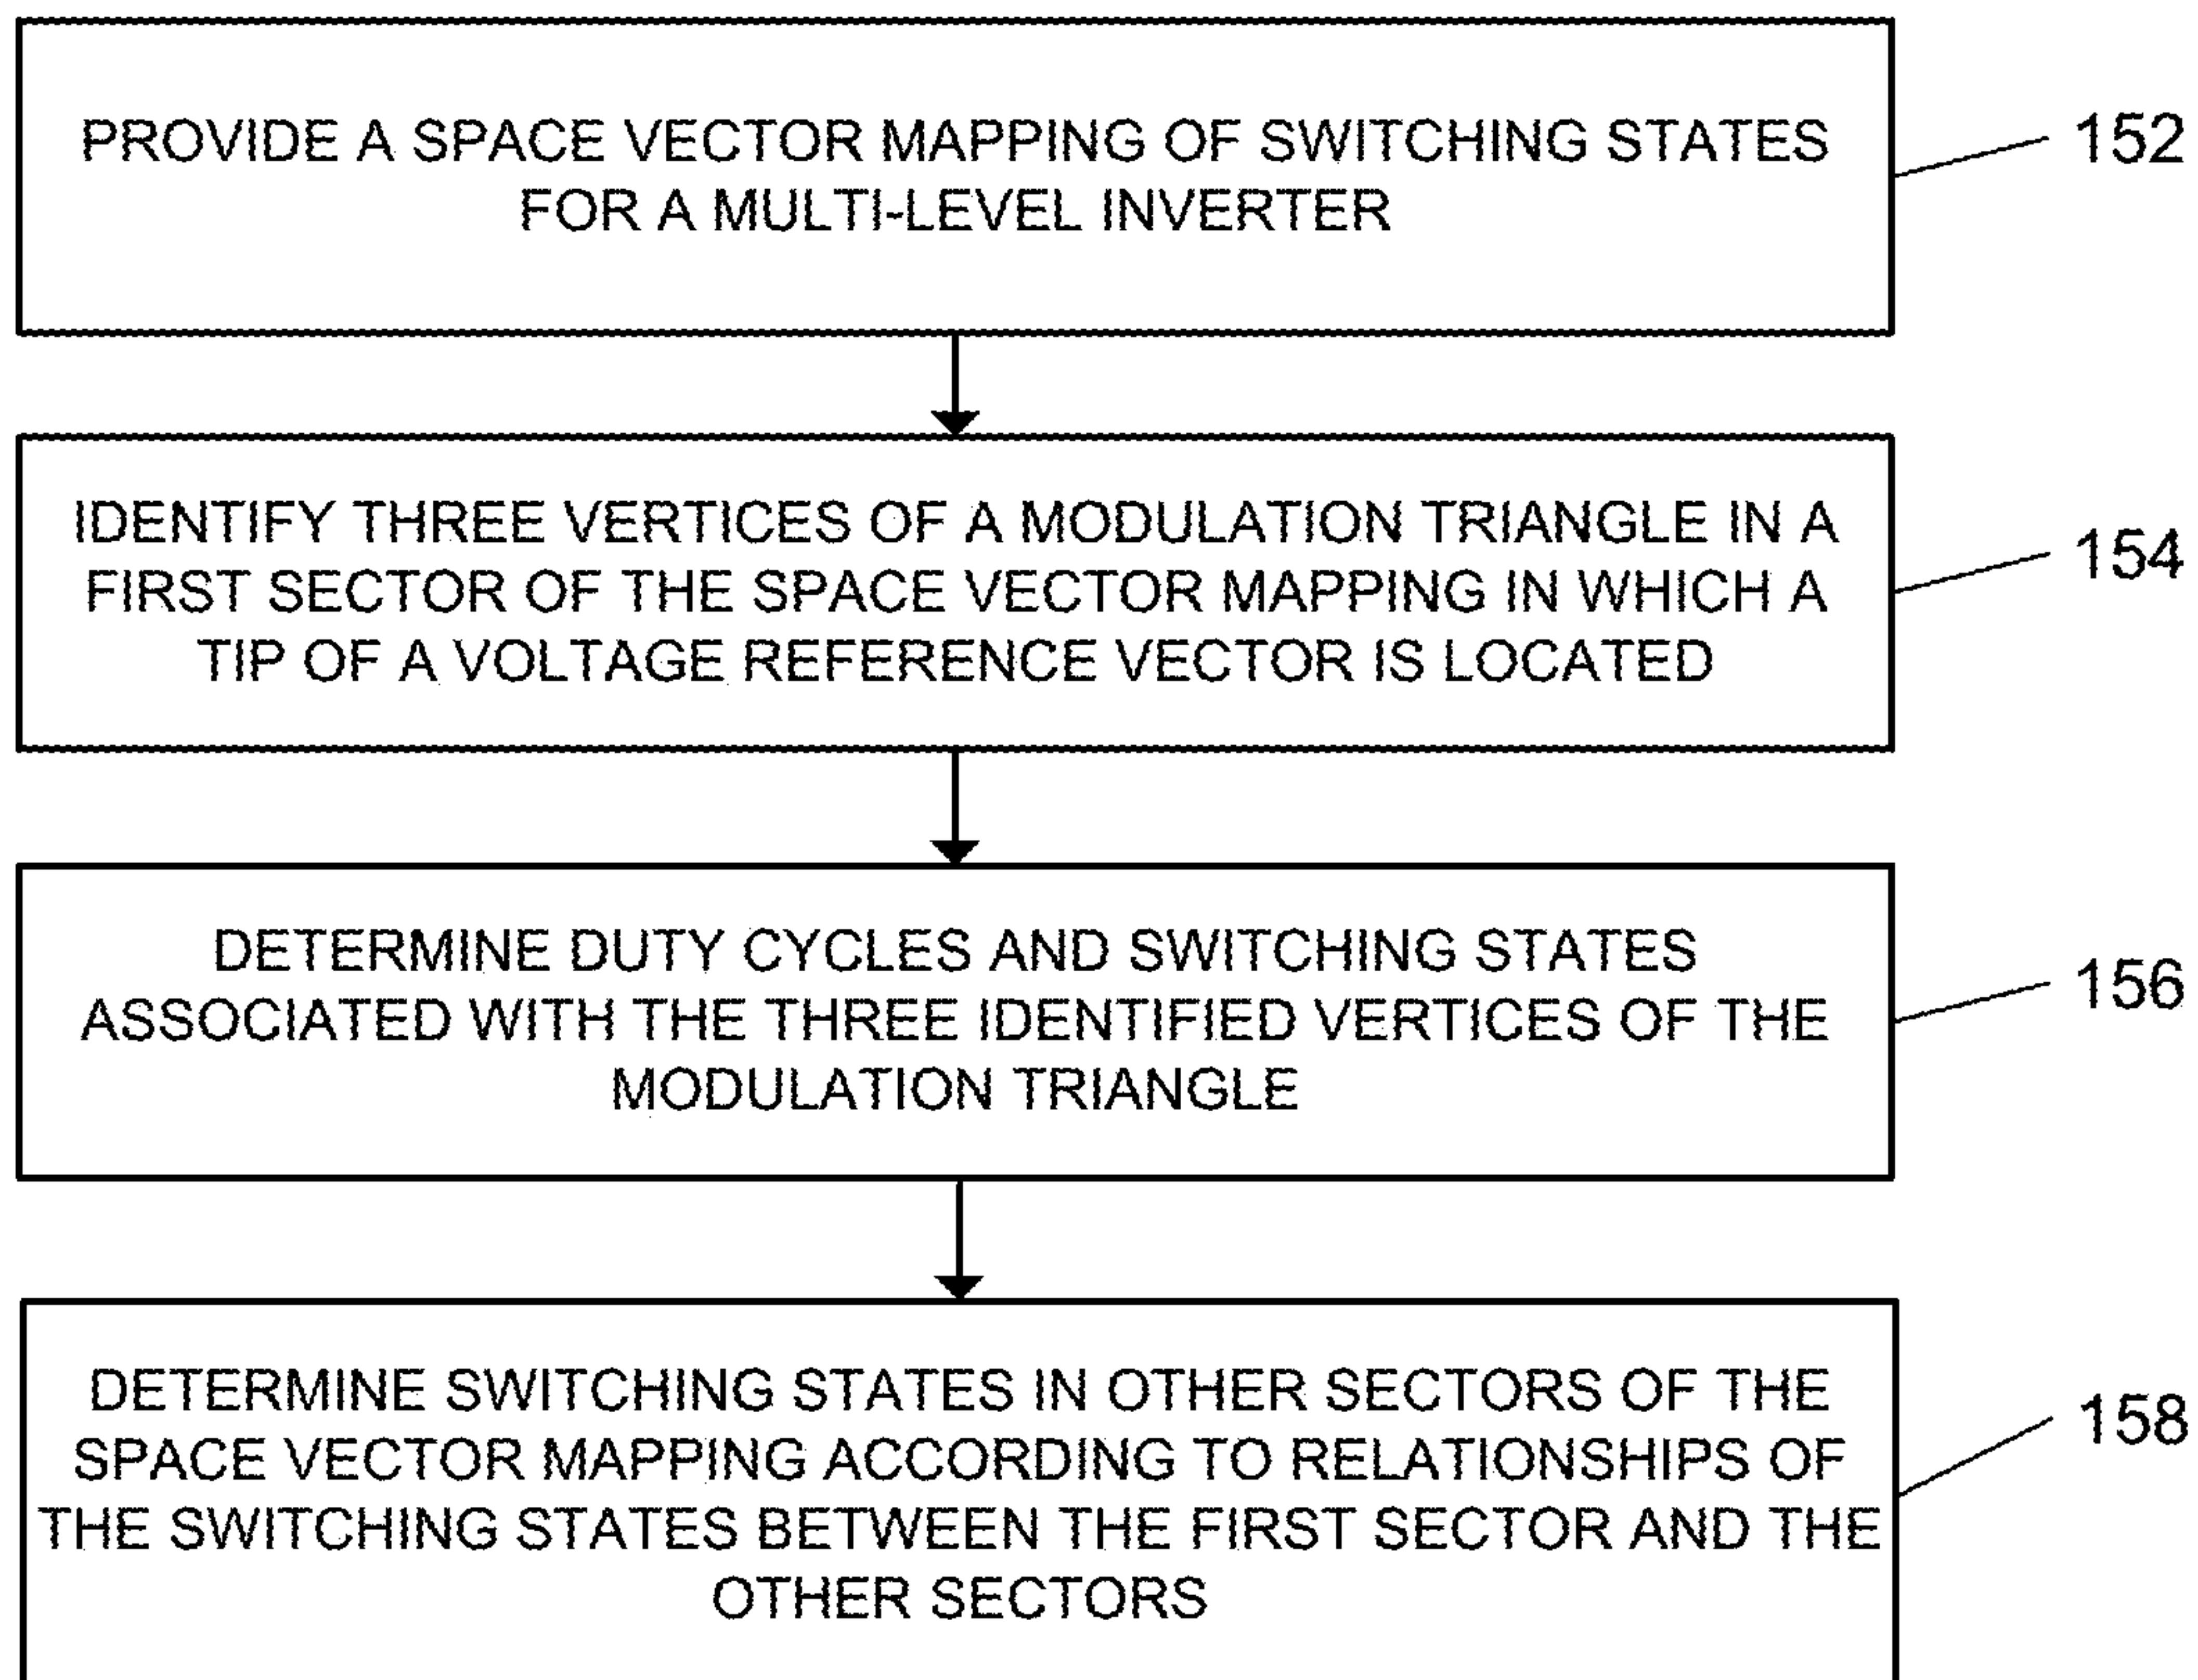 PROVIDE A SPACE VECTOR MAPPING OF SWITCHING STATES
FOR A MULTI-LEVEL INVERTER
152
IDENTIFY THREE VERTICES OF A MODULATION TRIANGLE IN A
FIRST SECTOR OF THE SPACE VECTOR MAPPING IN WHICH A
TIP OF A VOLTAGE REFERENCE VECTOR IS LOCATED
154
DETERMINE DUTY CYCLES AND SWITCHING STATES
ASSOCIATED WITH THE THREE IDENTIFIED VERTICES OF THE
MODULATION TRIANGLE
156
DETERMINE SWITCHING STATES IN OTHER SECTORS OF THE
SPACE VECTOR MAPPING ACCORDING TO RELATIONSHIPS OF
THE SWITCHING STATES BETWEEN THE FIRST SECTOR AND THE
OTHER SECTORS
158